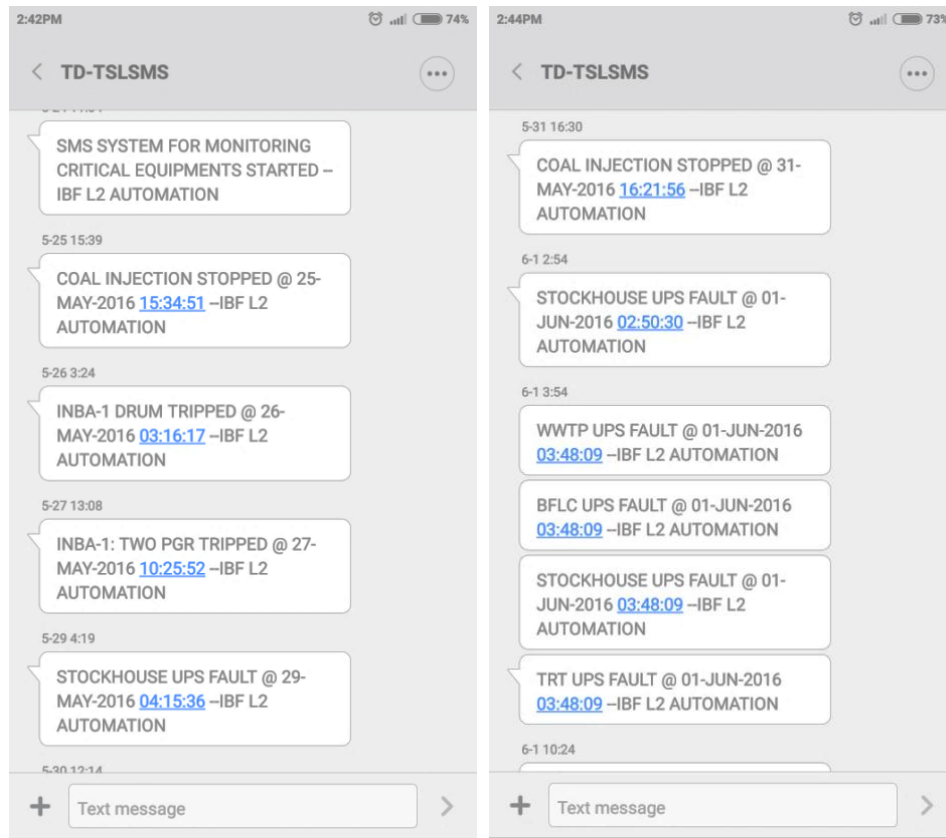 2:42PM
74%
TD-TSLSMS
SMS SYSTEM FOR MONITORING
CRITICAL EQUIPMENTS STARTED --
IBF L2 AUTOMATION
5-25 15:39
COAL INJECTION STOPPED @ 25-
MAY-2016 15:34:51 --IBF L2
AUTOMATION
5-26 3:24
INBA-1 DRUM TRIPPED @ 26-
MAY-2016 03:16:17 --IBF L2
AUTOMATION
5-27 13:08
INBA-1: TWO PGR TRIPPED @ 27-
MAY-2016 10:25:52 --IBF L2
AUTOMATION
5-29 4:19
STOCKHOUSE UPS FAULT @ 29-
MAY-2016 04:15:36 --IBF L2
AUTOMATION
5-30 12:14
Text message
2:44PM
73%
TD-TSLSMS
5-31 16:30
COAL INJECTION STOPPED @ 31-
MAY-2016 16:21:56 --IBF L2
AUTOMATION
6-1 2:54
STOCKHOUSE UPS FAULT @ 01-
JUN-2016 02:50:30 --IBF L2
AUTOMATION
6-1 3:54
WWTP UPS FAULT @ 01-JUN-2016
03:48:09 --IBF L2 AUTOMATION
BFLC UPS FAULT @ 01-JUN-2016
03:48:09 --IBF L2 AUTOMATION
STOCKHOUSE UPS FAULT @ 01-
JUN-2016 03:48:09 --IBF L2
AUTOMATION
TRT UPS FAULT @ 01-JUN-2016
03:48:09 --IBF L2 AUTOMATION
6-1 10:24
Text message